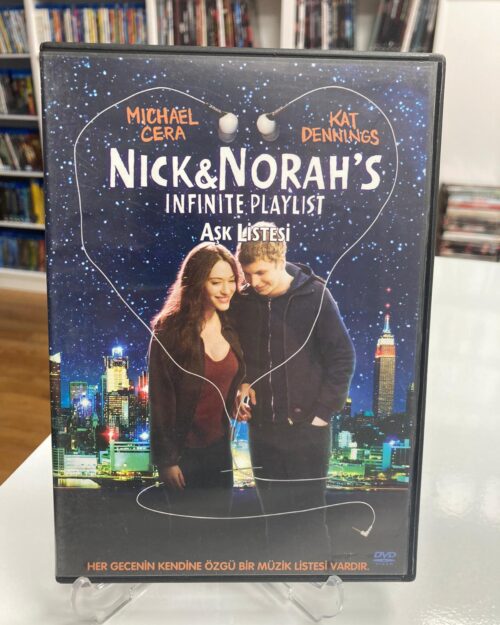 MICHAEL CERA
KAT DENNINGS
NICK&NORAH'S
INFINITE PLAYLIST
AŞK LİSTESİ
DVD
HER GECENİN KENDİNE ÖZGÜ BİR MÜZİK LİSTESİ VARDIR.